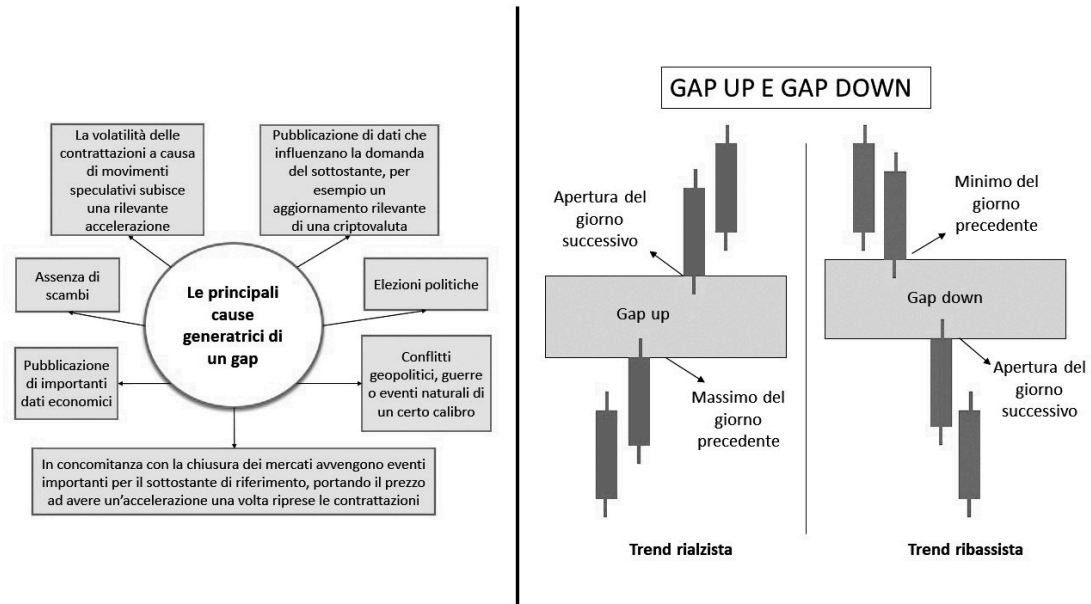 La volatilità delle
contrattazioni a causa
di movimenti
speculativi subisce
una rilevante
accelerazione
Pubblicazione di dati che
influenzano la domanda
del sottostante, per
esempio un
aggiornamento rilevante
di una criptovaluta
Assenza di
scambi
Le principali
cause
generatrici di
un gap
Elezioni politiche
Pubblicazione
di importanti
dati economici
Conflitti
geopolitici, guerre
o eventi naturali di
un certo calibro
In concomitanza con la chiusura dei mercati avvengono eventi
importanti per il sottostante di riferimento, portando il prezzo
ad avere un'accelerazione una volta riprese le contrattazioni
GAP UP E GAP DOWN
Apertura del
giorno
successivo
Gap up
Massimo del
giorno
precedente
Trend rialzista
Minimo del
giorno
precedente
Gap down
Apertura del
giorno
successivo
Trend ribassista